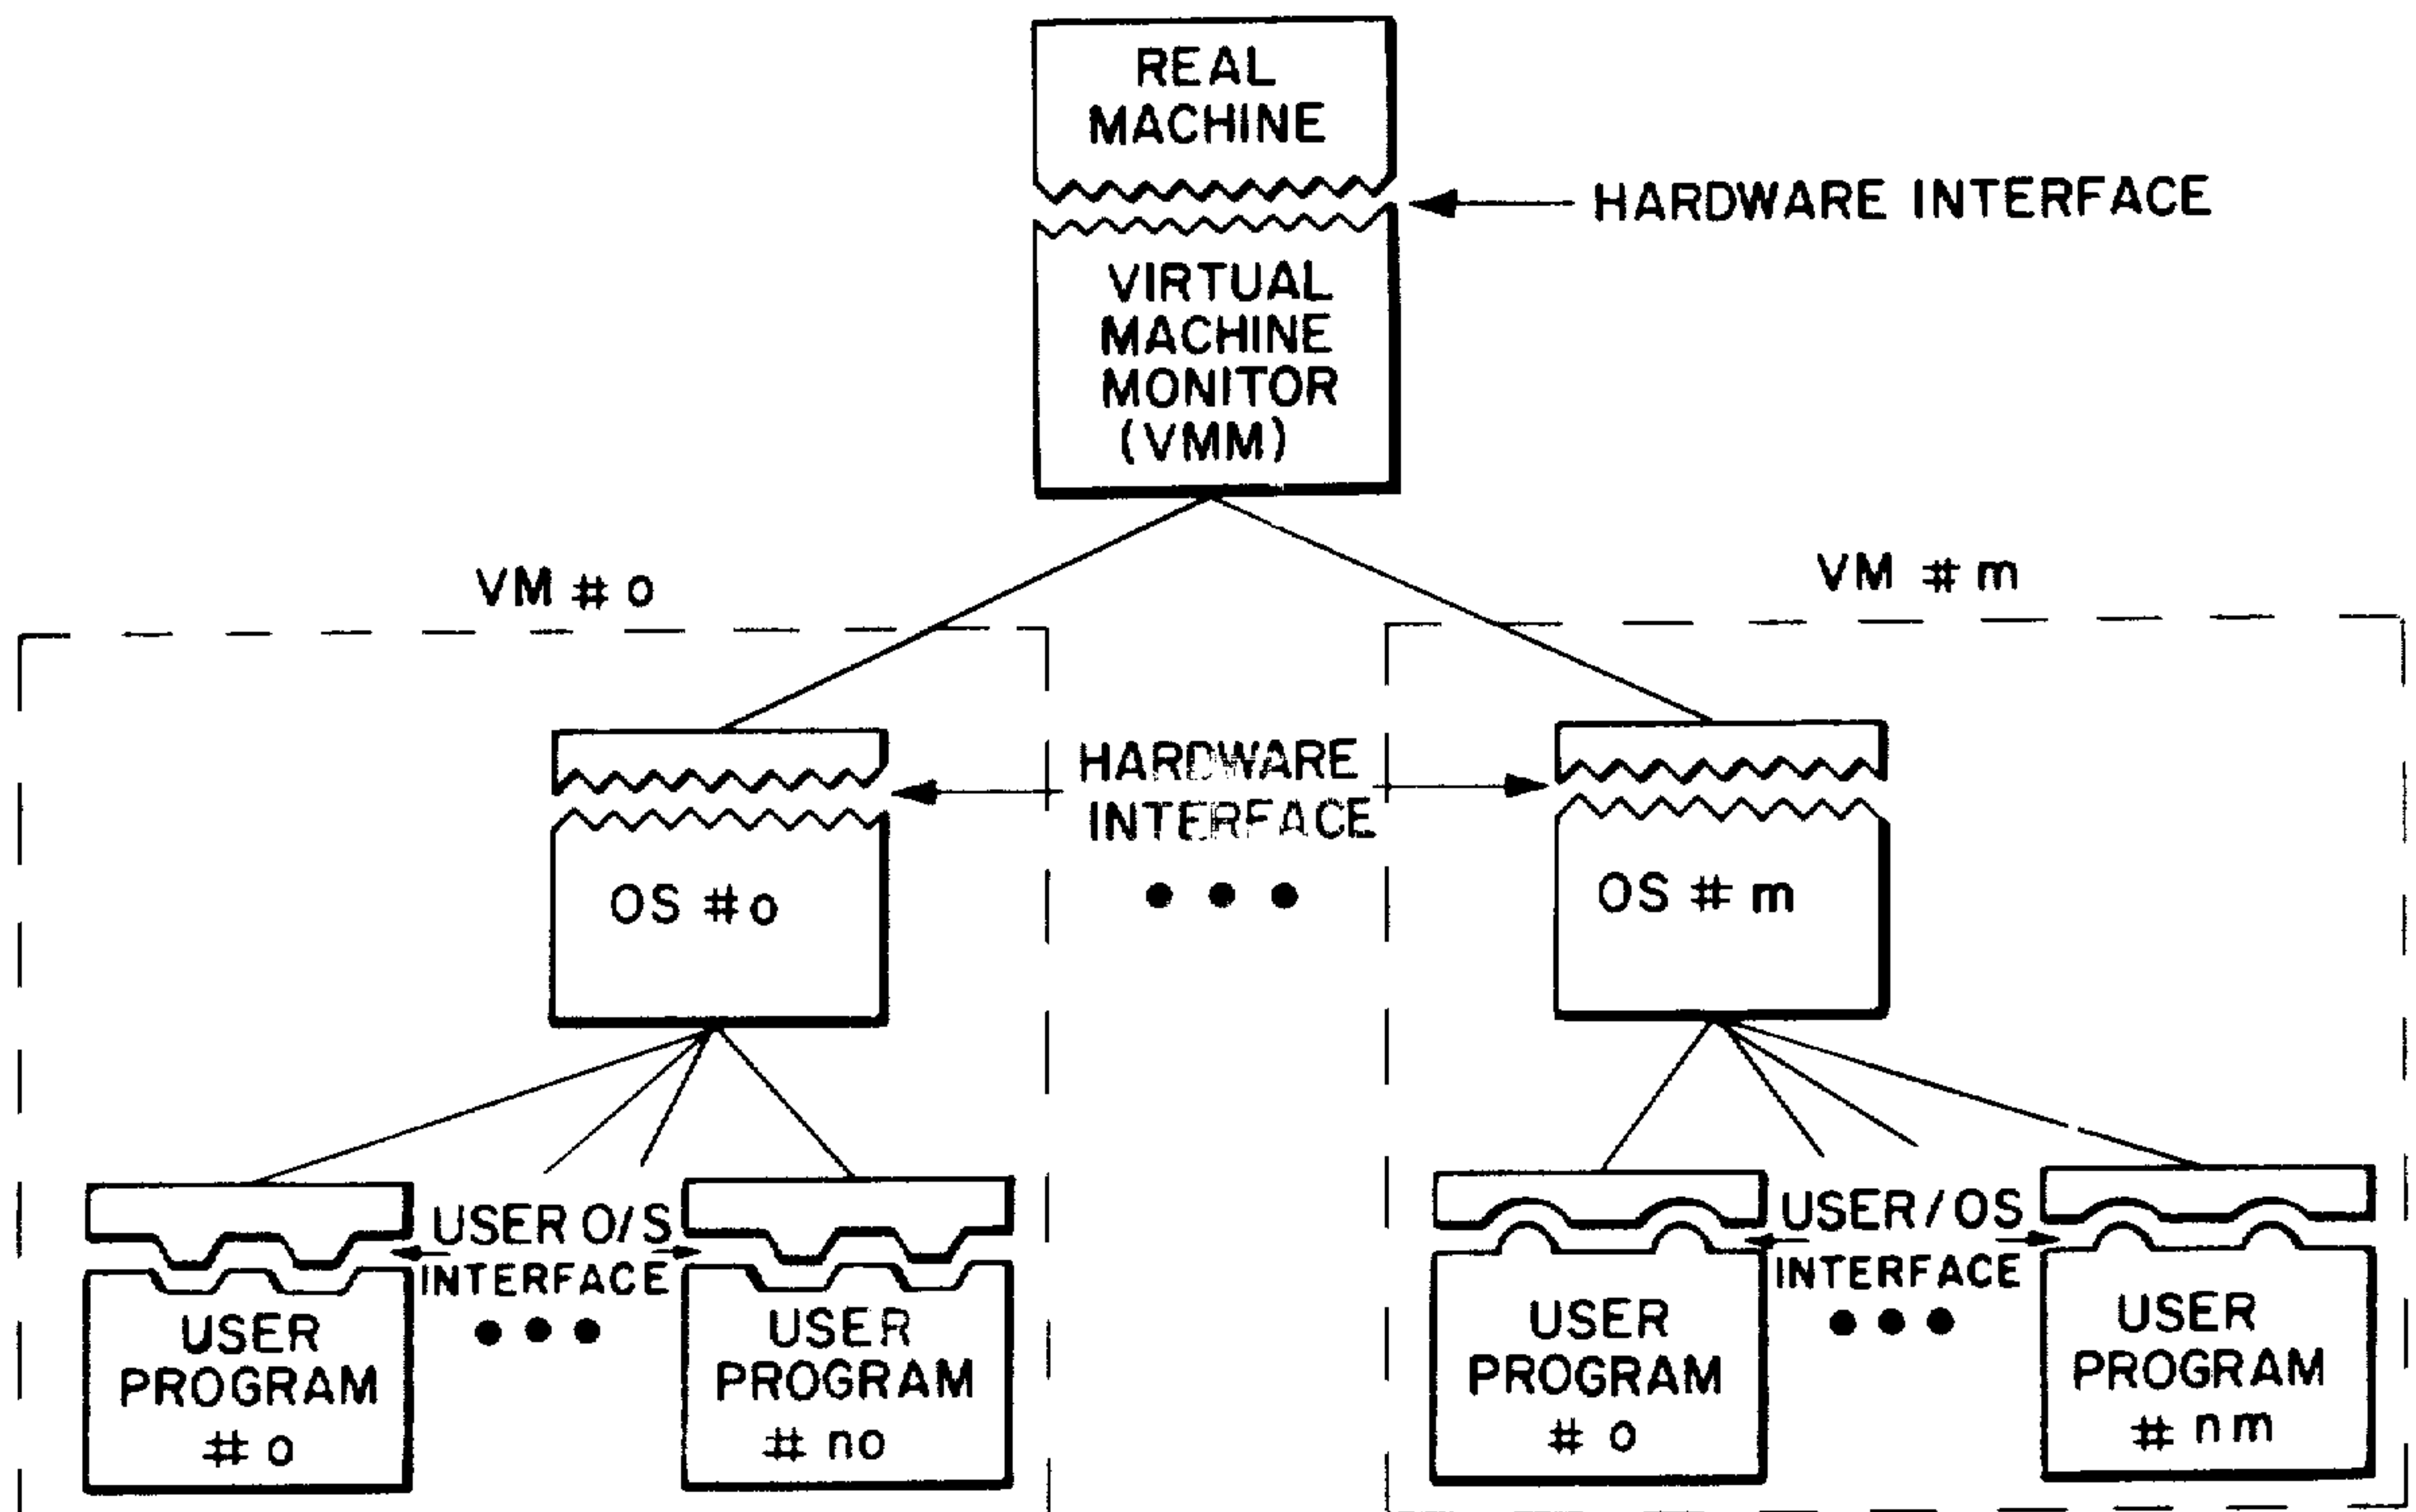 REAL
MACHINE
HARDWARE INTERFACE
VIRTUAL
MACHINE
MONITOR
(VMM)
VM # o
VM # m
HARDWARE
INTERFACE
OS # o
OS # m
USER O/S
INTERFACE
USER
PROGRAM
# o
USER
PROGRAM
# no
USER/OS
INTERFACE
USER
PROGRAM
# o
USER
PROGRAM
# nm